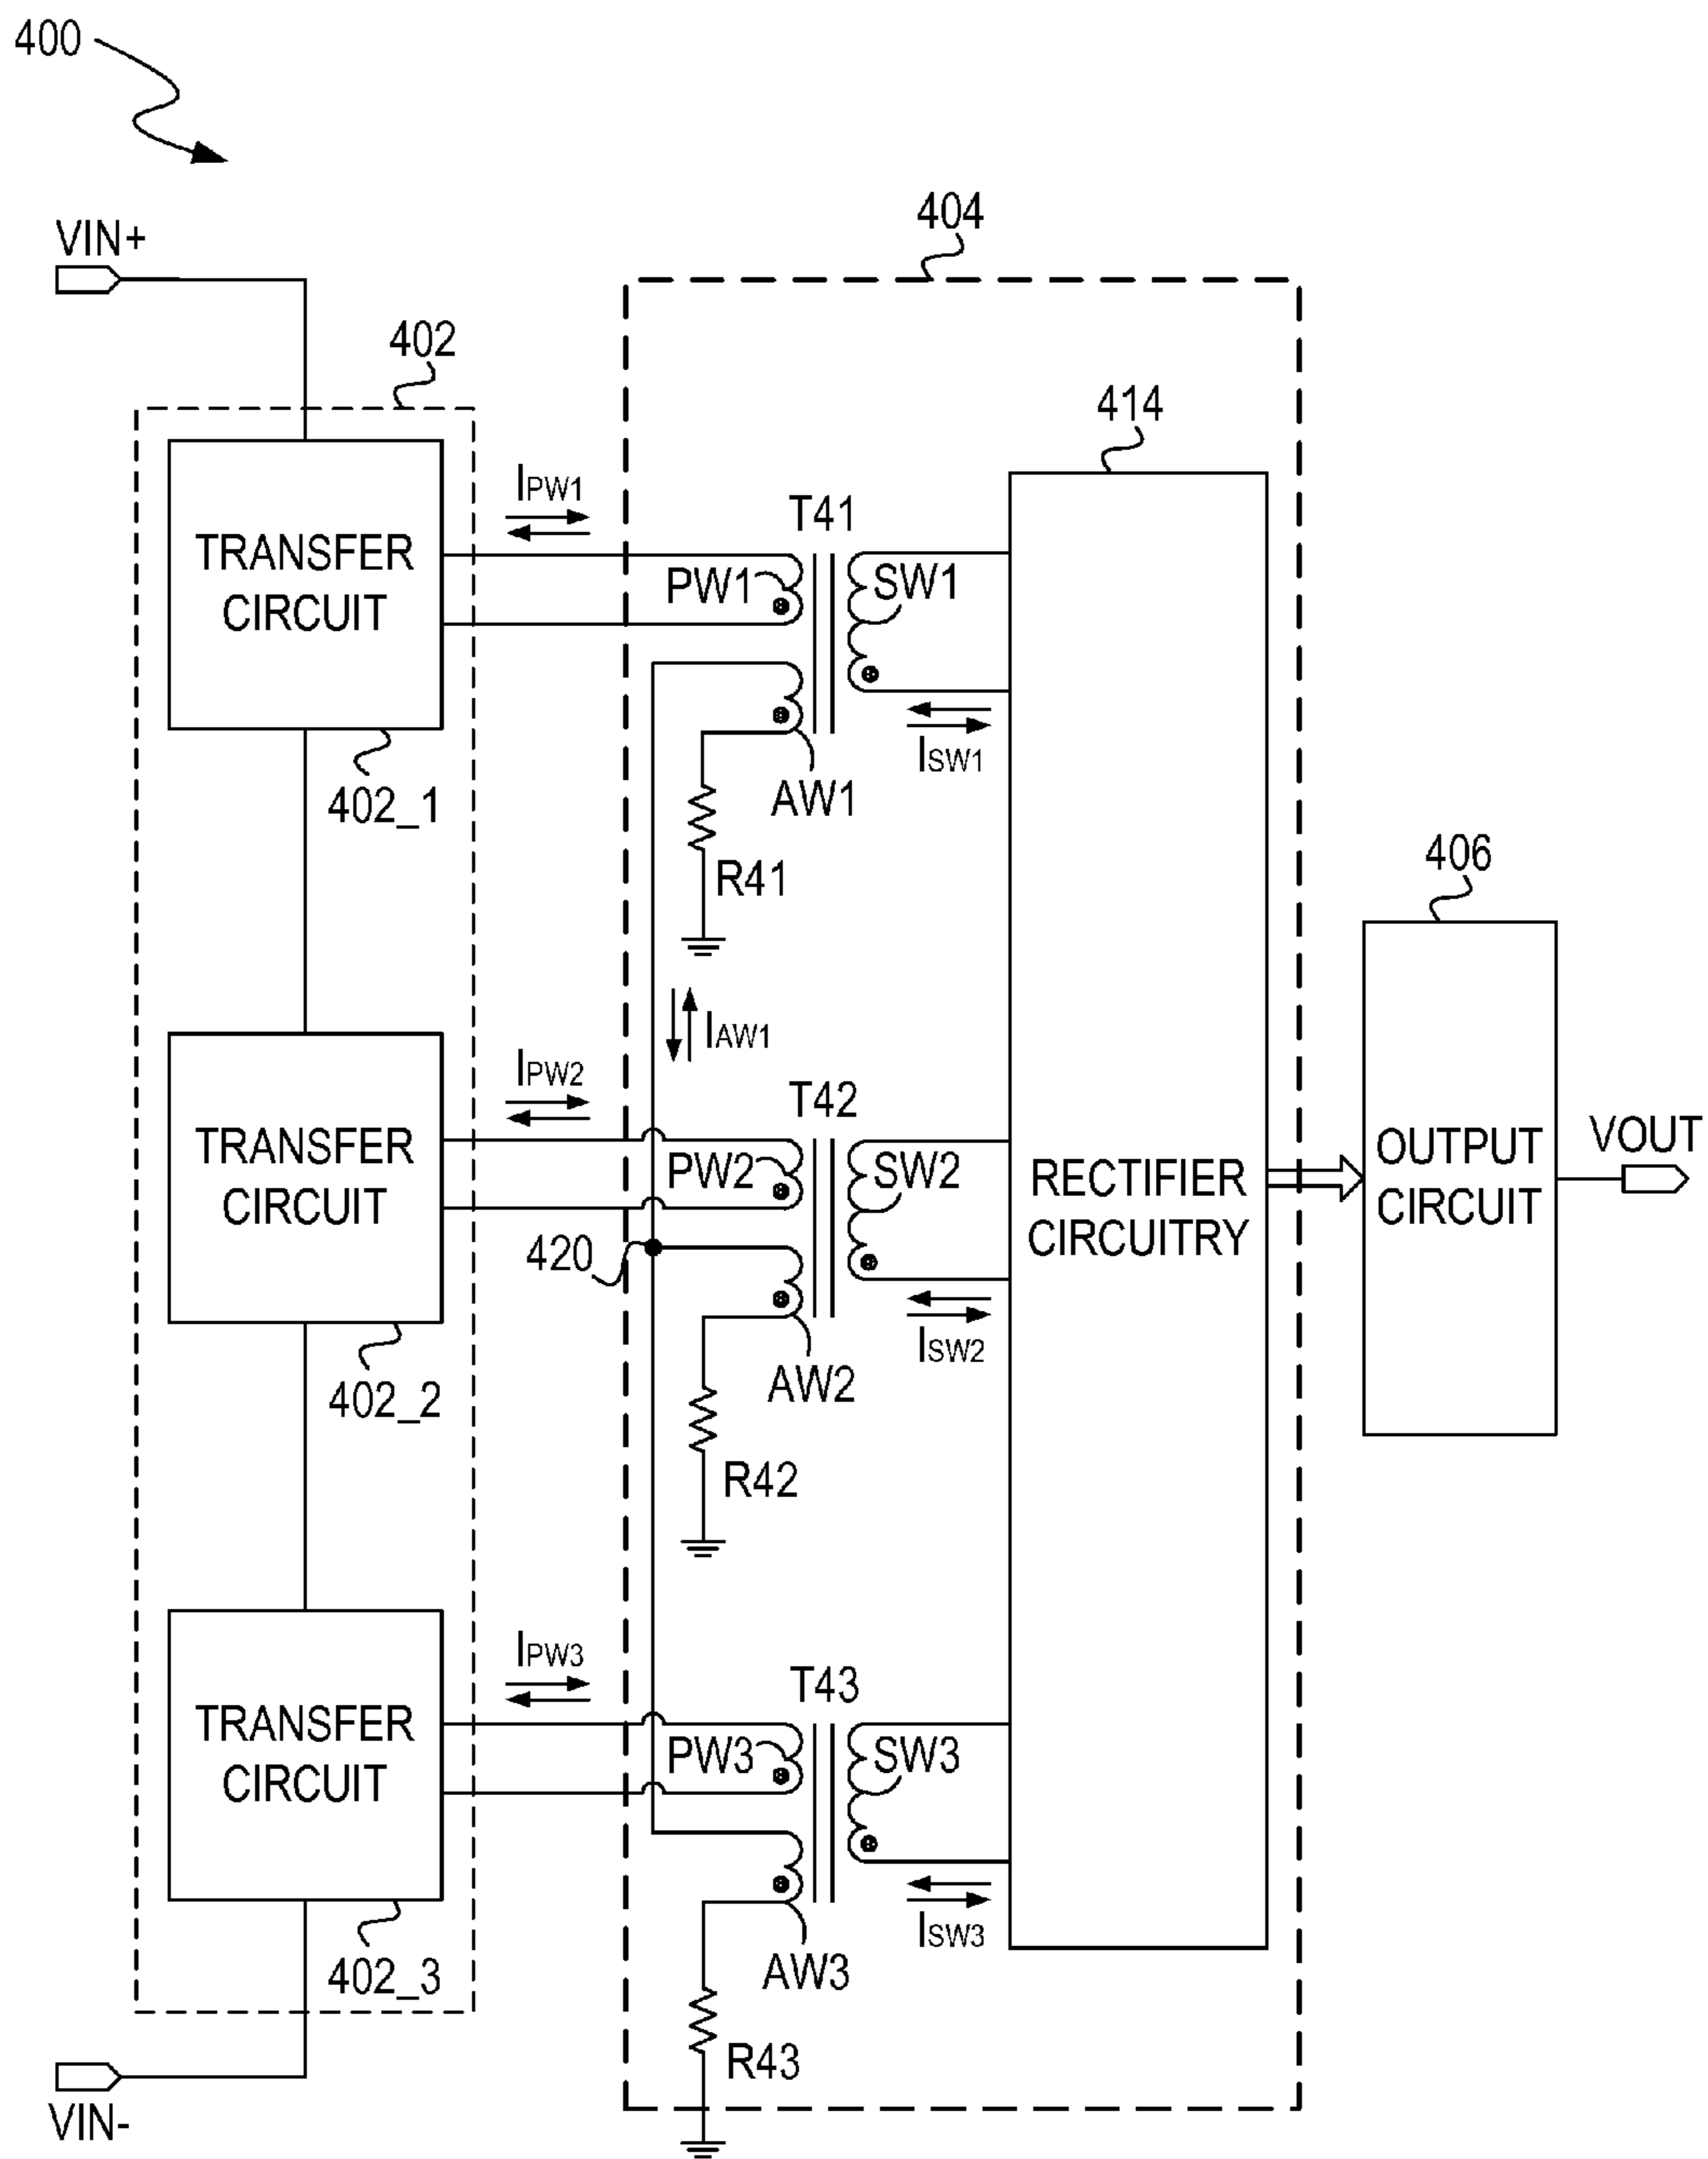 400
VIN+
404
402
414
IPW1
T41
TRANSFER
CIRCUIT
PW1
SW1
ISW1
AW1
402_1
R41
406
IAW1
IPW2
T42
TRANSFER
CIRCUIT
PW2
SW2
RECTIFIER
CIRCUITRY
OUTPUT
CIRCUIT
VOUT
420
ISW2
AW2
402_2
R42
IPW3
T43
TRANSFER
CIRCUIT
PW3
SW3
ISW3
AW3
402_3
R43
VIN-